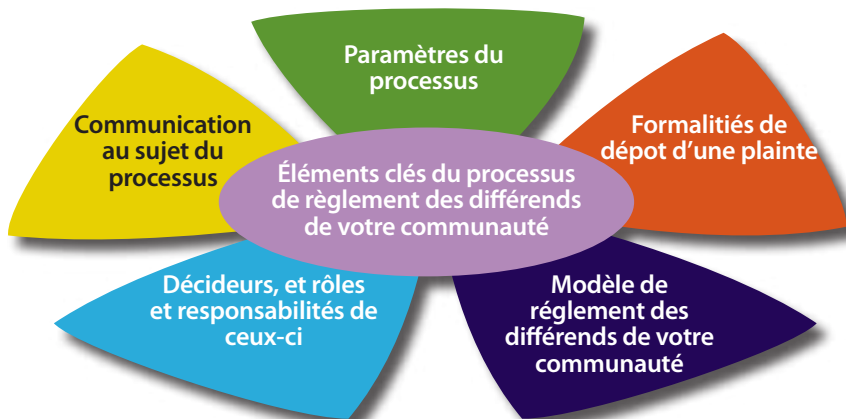 Paramètres du
processus
Communication
au sujet du
processus
Formalitiés de
dépot d'une plainte
Éléments clés du processus
de règlement des différends
de votre communauté
Décideurs, et rôles
et responsabilités de
ceux-ci
Modèle de
réglement des
différends de votre
communauté